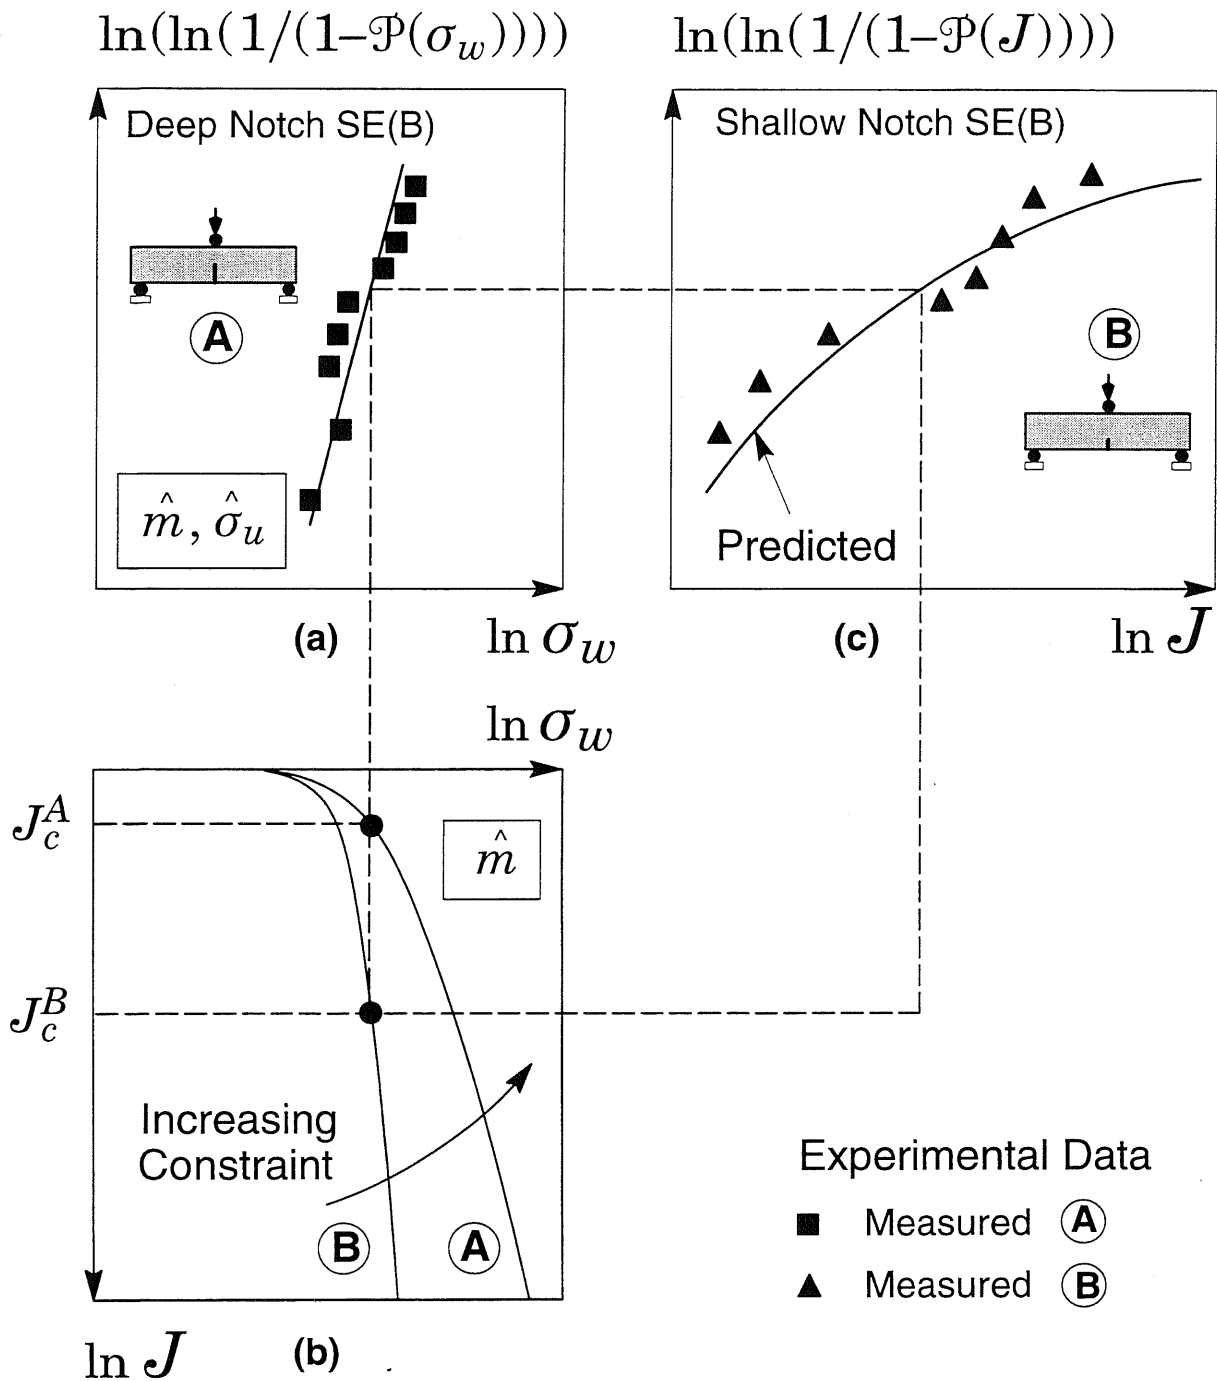 ln(ln(1/(1–𝒫(σ_w))))
ln(ln(1/(1–𝒫(J))))
Deep Notch SE(B)
Shallow Notch SE(B)
A
B
m̂, σ̂_u
Predicted
(a)
ln σ_w
(c)
ln J
ln σ_w
J_c^A
m̂
J_c^B
Increasing
Constraint
B
A
Experimental Data
Measured A
Measured B
ln J
(b)